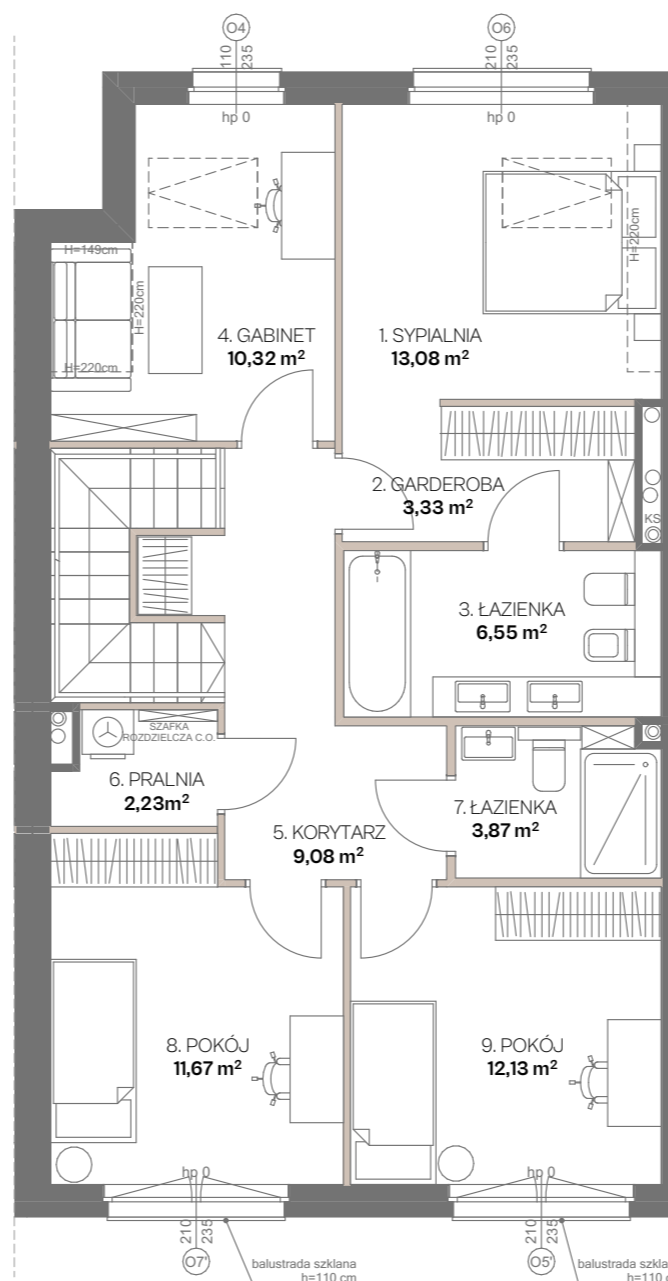 O4
O6
110
235
210
235
hp 0
hp 0
H=149cm
H=220cm
H=220cm
H=220cm
4. GABINET
10,32 m²
1. SYPIALNIA
13,08 m²
2. GARDEROBA
3,33 m²
KS
3. ŁAZIENKA
6,55 m²
SZAFKA
ROZDZIELCZA C.O.
6. PRALNIA
2,23m²
7. ŁAZIENKA
3,87 m²
5. KORYTARZ
9,08 m²
8. POKÓJ
11,67 m²
9. POKÓJ
12,13 m²
hp 0
hp 0
210
235
210
235
O7'
O5'
balustrada szklana
h=110 cm
balustrada szkla
h=110 c